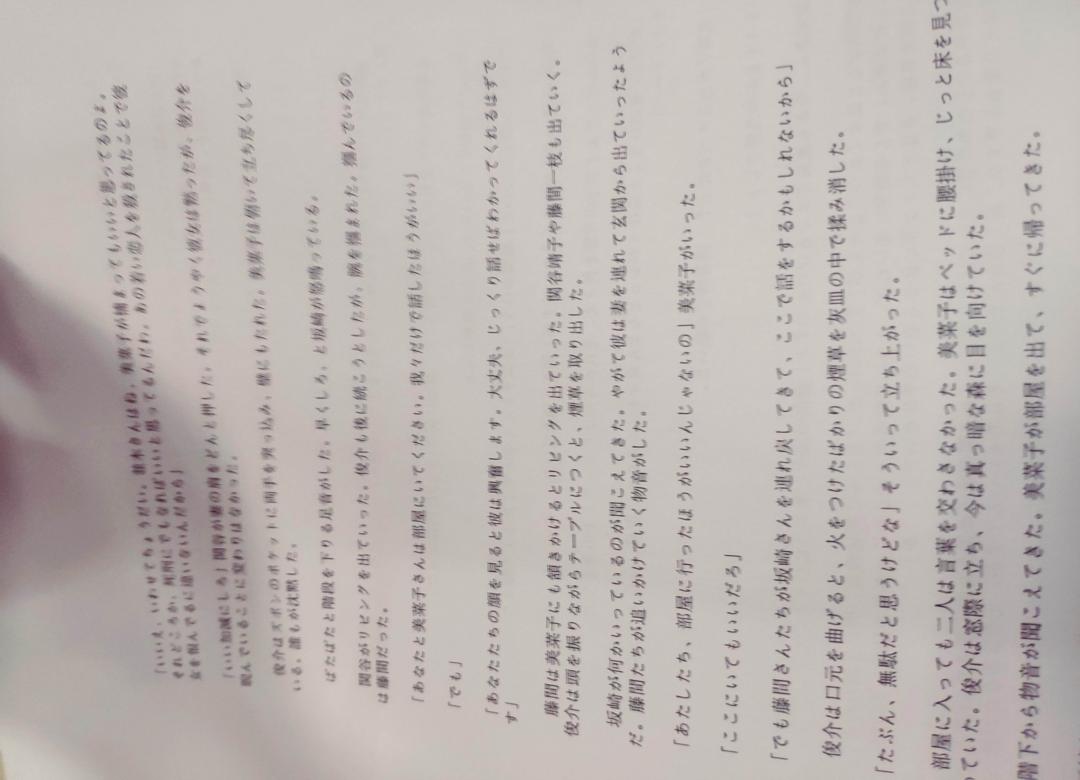 「いいえ、いわせてちょうだい。並木さんはね、美菜子が捕まってもいいと思ってるのよ。
それどころか、死刑にでもなればいいと思ってるんだわ。あの若い恋人を殺されたことで彼
女を恨んでるに違いないんだから」
「いい加減にしろ」関谷が妻の肩をどんと押した。それでようやく彼女は黙ったが、俊介を
睨んでいることに変わりはなかった。
俊介はズボンのポケットに両手を突っ込み、壁にもたれた。美菜子は俯いて立ち尽くして
いる。誰もが沈黙した。
ばたばたと階段を下りる足音がした。早くしろ、と坂崎が怒鳴っている。
関谷がリビングを出ていった。俊介も後に続こうとしたが、腕を掴まれた。掴んでいるの
は藤間だった。
「あなたと美菜子さんは部屋にいてください。我々だけで話したほうがいい」
「でも」
「あなたたちの顔を見ると彼は興奮します。大丈夫、じっくり話せばわかってくれるはずで
す」
藤間は美菜子にも頷きかけるとリビングを出ていった。関谷靖子や藤間一枝も出ていく。
俊介は頭を振りながらテーブルにつくと、煙草を取り出した。
坂崎が何かいっているのが聞こえてきた。やがて彼は妻を連れて玄関から出ていったよう
だ。藤間たちが追いかけていく物音がした。
「あたしたち、部屋に行ったほうがいいんじゃないの」美菜子がいった。
「ここにいてもいいだろ」
「でも藤間さんたちが坂崎さんを連れ戻してきて、ここで話をするかもしれないから」
俊介は口元を曲げると、火をつけたばかりの煙草を灰皿の中で揉み消した。
「たぶん、無駄だと思うけどな」そういって立ち上がった。
部屋に入っても二人は言葉を交わさなかった。美菜子はベッドに腰掛け、じっと床を見つ
ていた。俊介は窓際に立ち、今は真っ暗な森に目を向けていた。
階下から物音が聞こえてきた。美菜子が部屋を出て、すぐに帰ってきた。